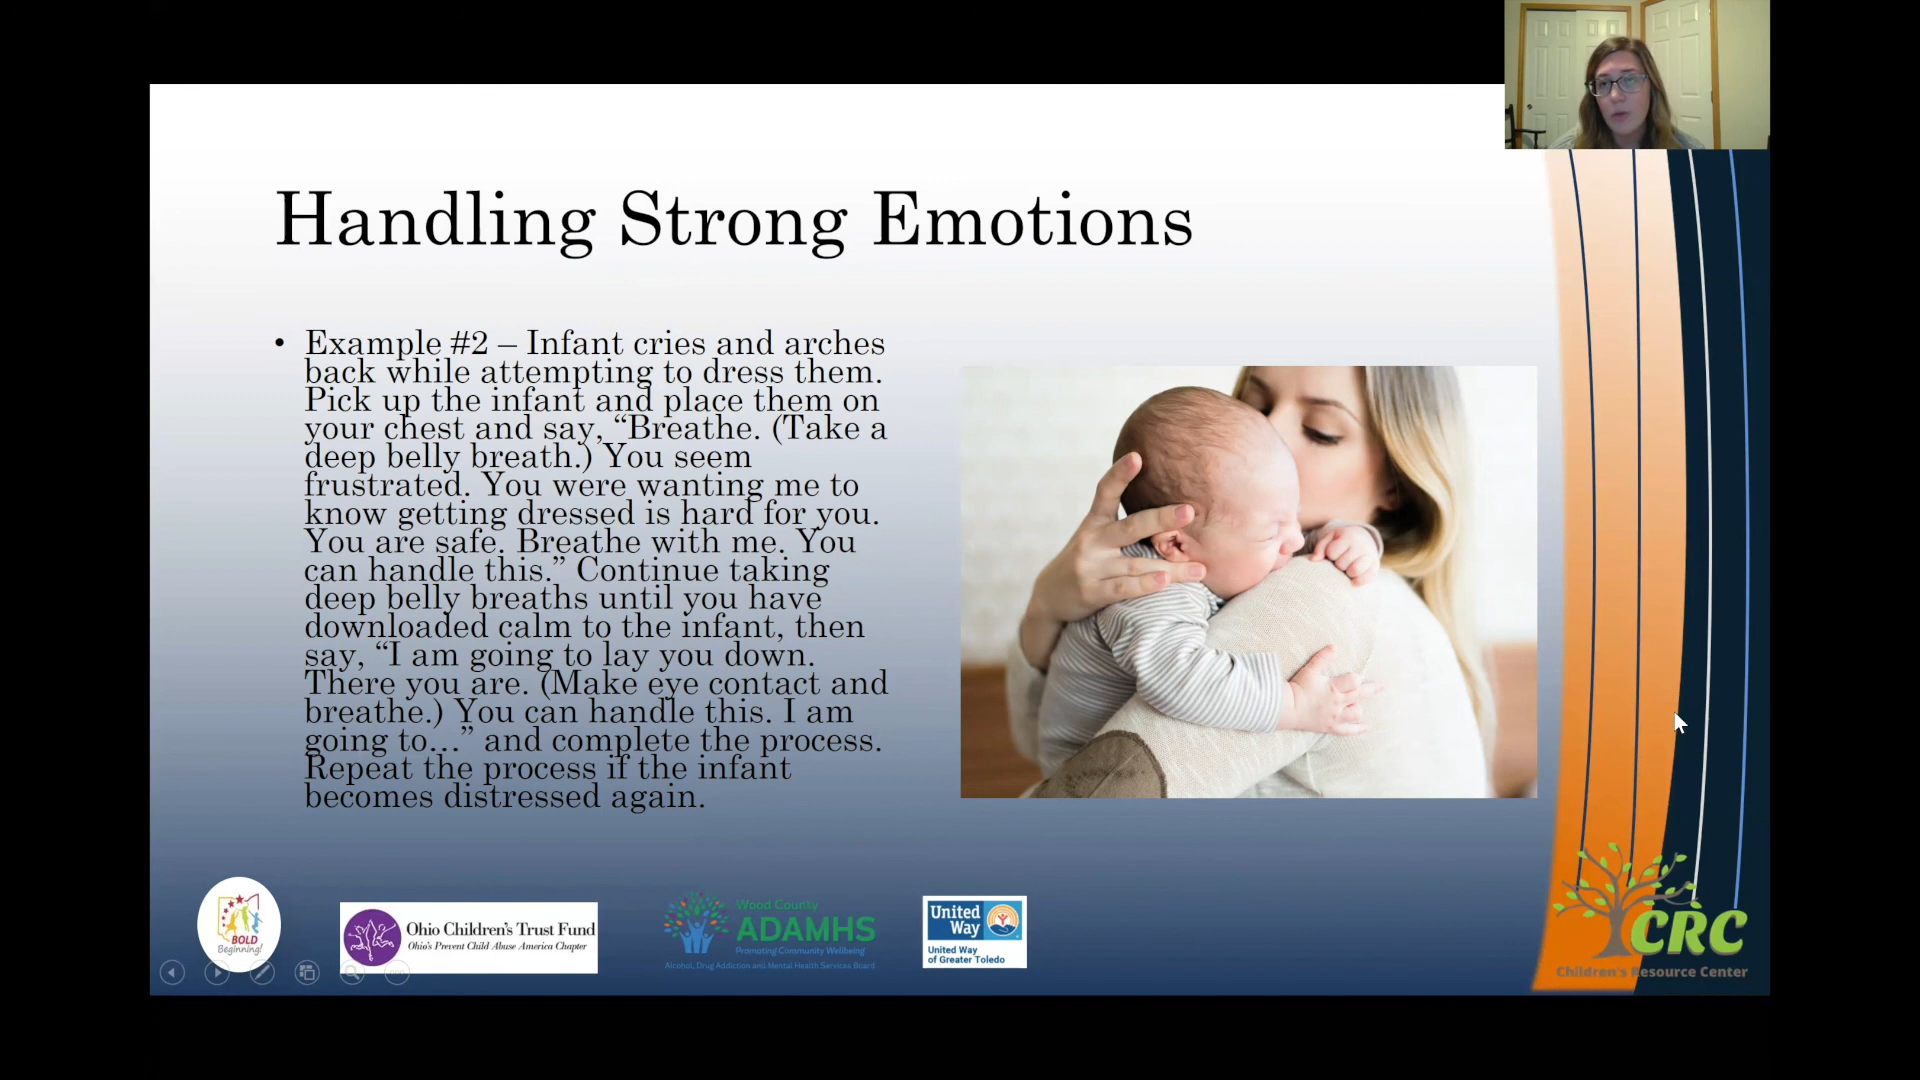 Handling Strong Emotions
• Example #2 – Infant cries and arches
back while attempting to dress them.
Pick up the infant and place them on
your chest and say, “Breathe. (Take a
deep belly breath.) You seem
frustrated. You were wanting me to
know getting dressed is hard for you.
You are safe. Breathe with me. You
can handle this.” Continue taking
deep belly breaths until you have
downloaded calm to the infant, then
say, “I am going to lay you down.
There you are. (Make eye contact and
breathe.) You can handle this. I am
going to…” and complete the process.
Repeat the process if the infant
becomes distressed again.
BOLD
Beginning!
Ohio Children's Trust Fund
Ohio's Prevent Child Abuse America Chapter
Wood County
ADAMHS
Promoting Community Wellbeing
Alcohol, Drug Addiction and Mental Health Services Board
United
Way
United Way
of Greater Toledo
CRC
Children's Resource Center